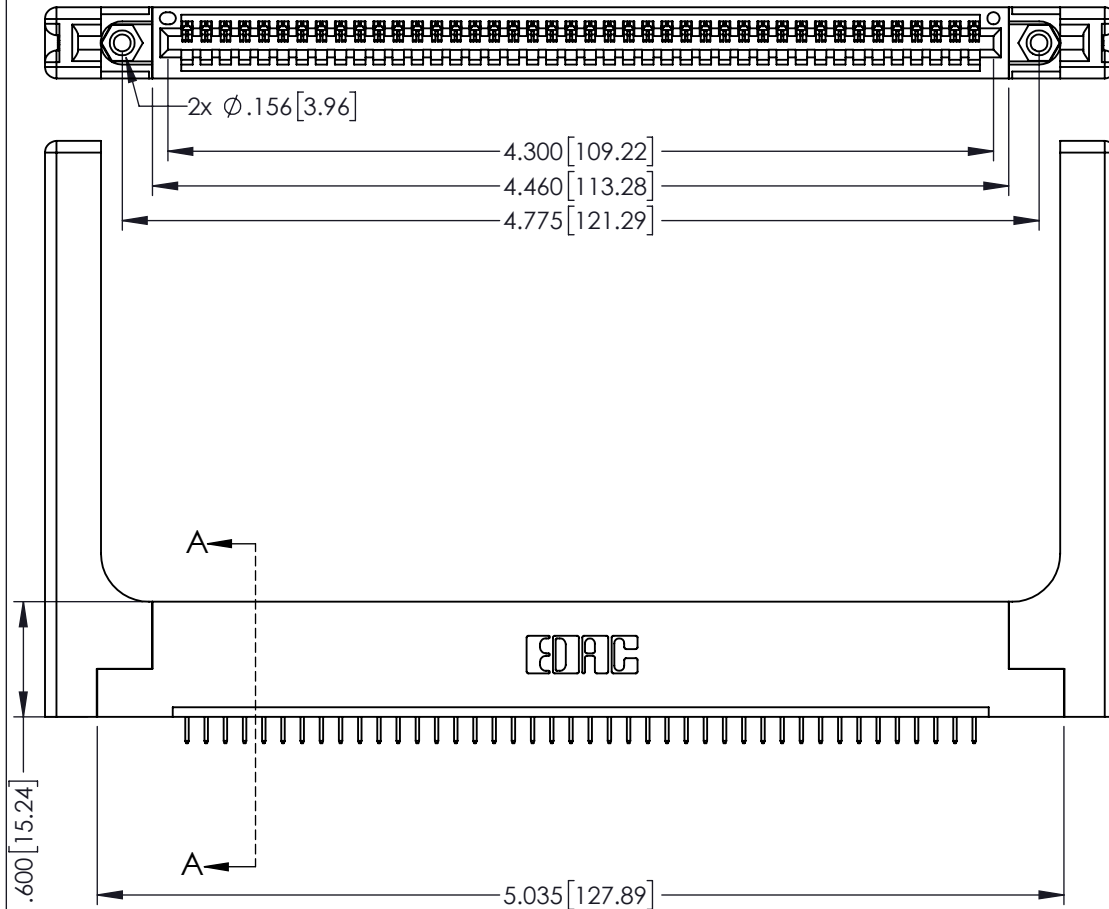 2x Ø.156[3.96]
4.300[109.22]
4.460[113.28]
4.775[121.29]
A
EDAC
A
.600[15.24]
5.035[127.89]